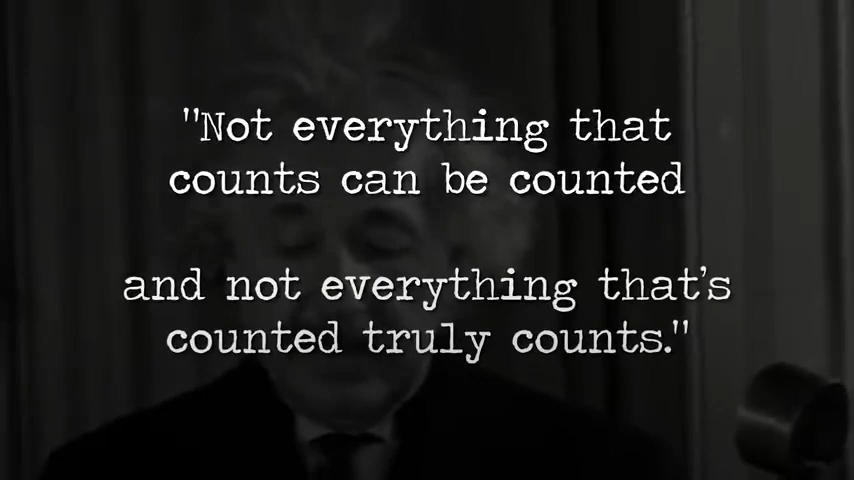 "Not everything that
counts can be counted
and not everything that's
counted truly counts."